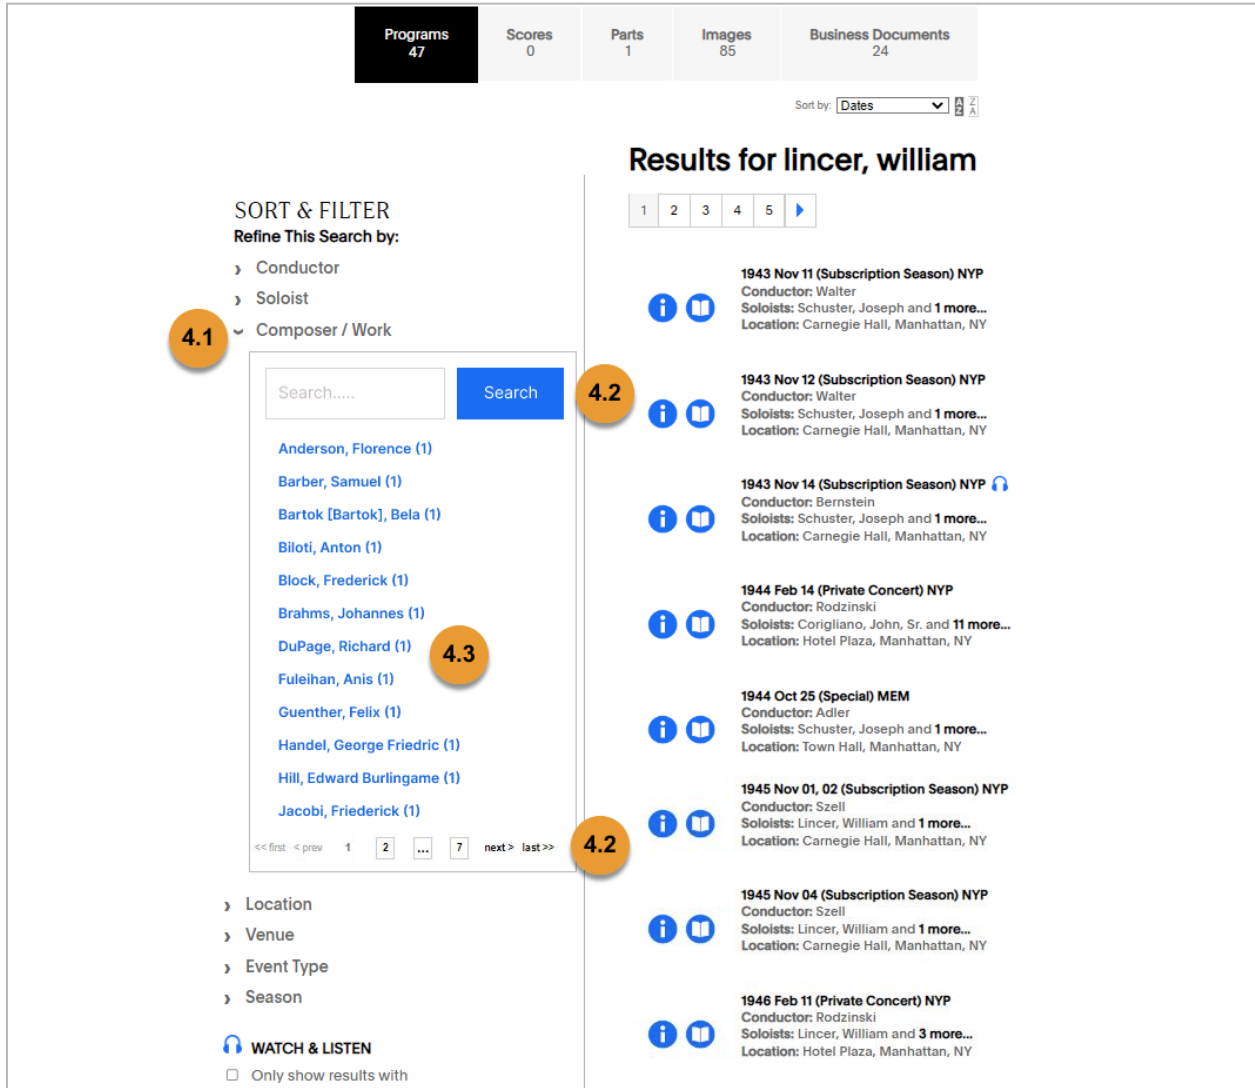 Programs
47
Scores
0
Parts
1
Images
85
Business Documents
24
Sort by: Dates
A
Z
Z
A
Results for lincer, william
1 2 3 4 5
SORT & FILTER
Refine This Search by:
Conductor
Soloist
4.1
Composer / Work
Search.....
Search
4.2
Anderson, Florence (1)
Barber, Samuel (1)
Bartok [Bartok], Bela (1)
Biloti, Anton (1)
Block, Frederick (1)
Brahms, Johannes (1)
DuPage, Richard (1)
4.3
Fuleihan, Anis (1)
Guenther, Felix (1)
Handel, George Friedric (1)
Hill, Edward Burlingame (1)
Jacobi, Friederick (1)
<< first < prev 1 2 ... 7 next > last >>
4.2
Location
Venue
Event Type
Season
WATCH & LISTEN
Only show results with
1943 Nov 11 (Subscription Season) NYP
Conductor: Walter
Soloists: Schuster, Joseph and 1 more...
Location: Carnegie Hall, Manhattan, NY
1943 Nov 12 (Subscription Season) NYP
Conductor: Walter
Soloists: Schuster, Joseph and 1 more...
Location: Carnegie Hall, Manhattan, NY
1943 Nov 14 (Subscription Season) NYP
Conductor: Bernstein
Soloists: Schuster, Joseph and 1 more...
Location: Carnegie Hall, Manhattan, NY
1944 Feb 14 (Private Concert) NYP
Conductor: Rodzinski
Soloists: Corigliano, John, Sr. and 11 more...
Location: Hotel Plaza, Manhattan, NY
1944 Oct 25 (Special) MEM
Conductor: Adler
Soloists: Schuster, Joseph and 1 more...
Location: Town Hall, Manhattan, NY
1945 Nov 01, 02 (Subscription Season) NYP
Conductor: Szell
Soloists: Lincer, William and 1 more...
Location: Carnegie Hall, Manhattan, NY
1945 Nov 04 (Subscription Season) NYP
Conductor: Szell
Soloists: Lincer, William and 1 more...
Location: Carnegie Hall, Manhattan, NY
1946 Feb 11 (Private Concert) NYP
Conductor: Rodzinski
Soloists: Lincer, William and 3 more...
Location: Hotel Plaza, Manhattan, NY